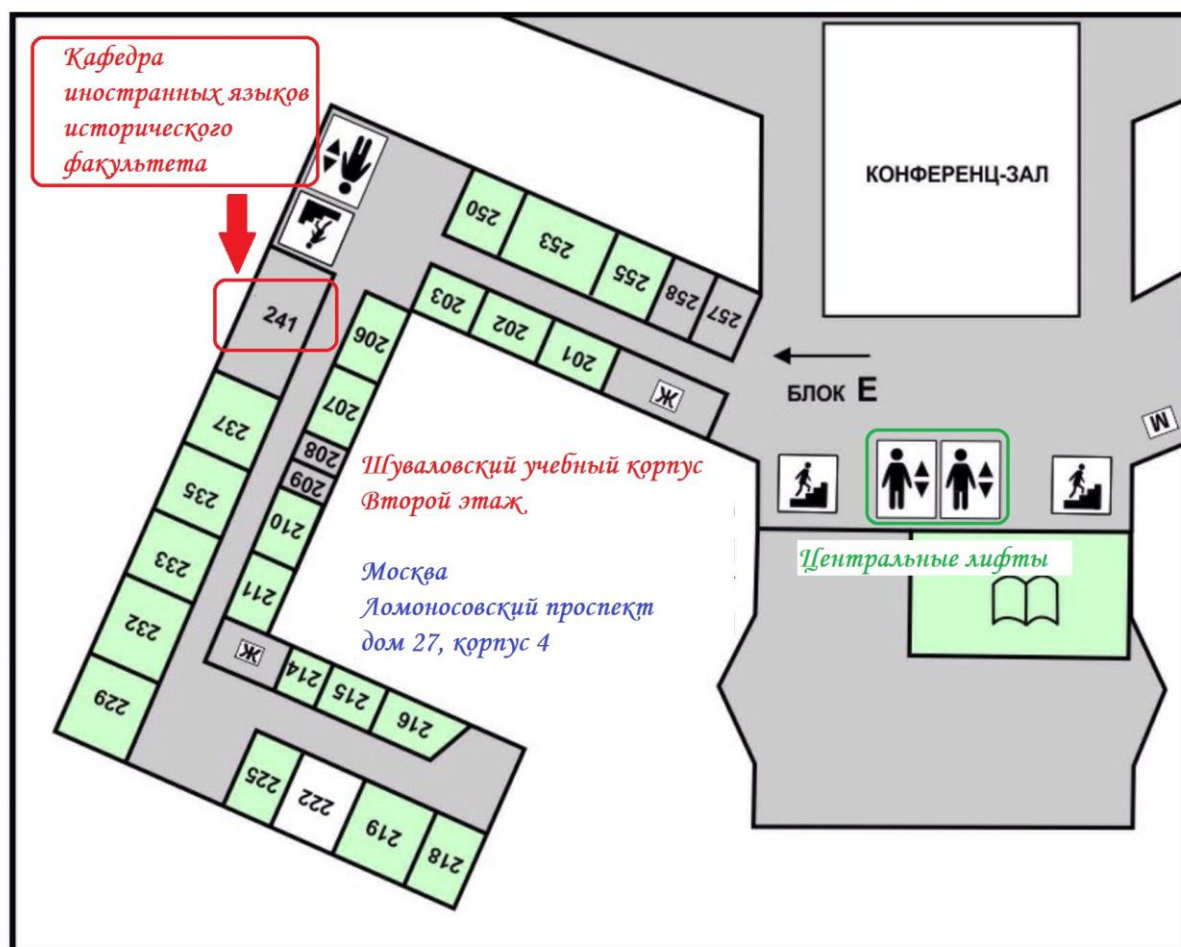 Кафедра
иностранных языков
исторического
факультета
КОНФЕРЕНЦ-ЗАЛ
250
253
255
258
257
241
203
202
201
Ж
206
207
208
209
210
211
БЛОК Е
М
237
235
233
232
229
Шуваловский учебный корпус
Второй этаж
Москва
Ломоносовский проспект
дом 27, корпус 4
Центральные лифты
Ж
214
215
216
225
222
219
218